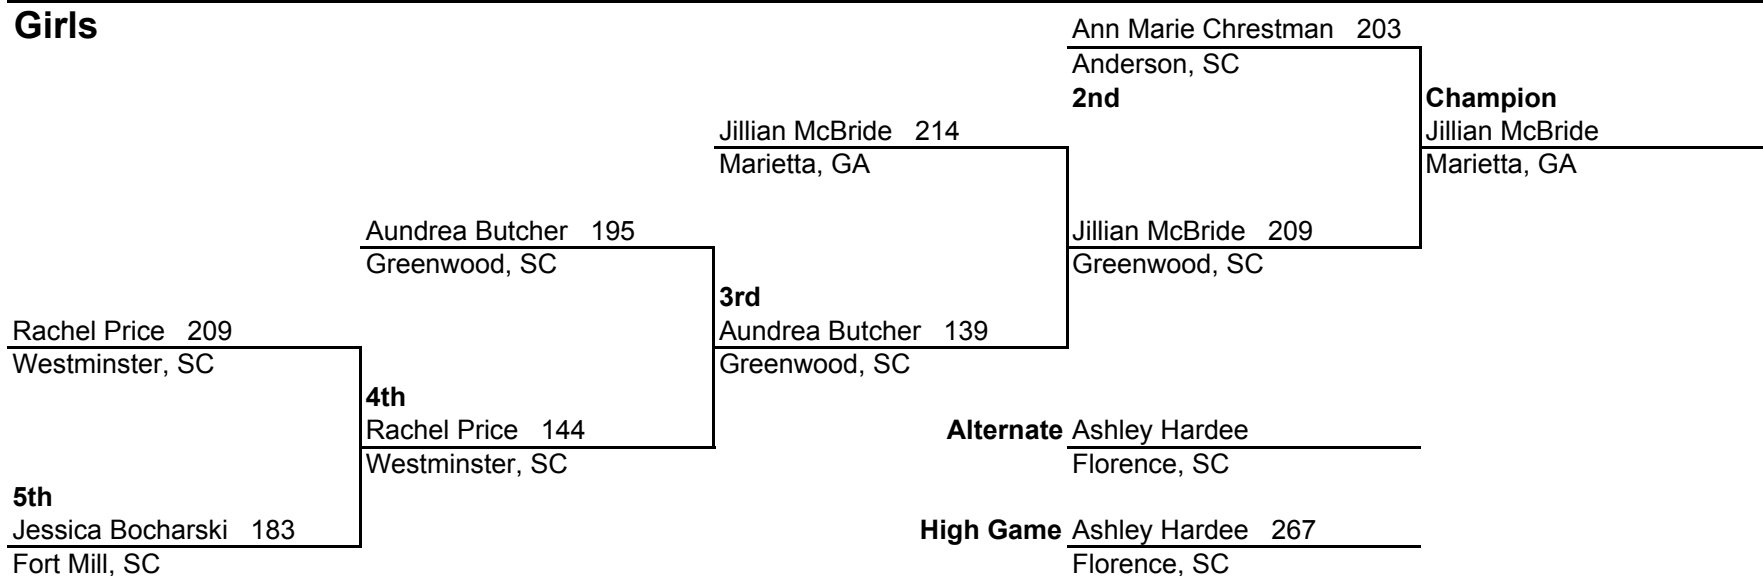 Girls
Ann Marie Chrestman 203
Anderson, SC
2nd
Champion
Jillian McBride 214
Jillian McBride
Marietta, GA
Marietta, GA
Aundrea Butcher 195
Jillian McBride 209
Greenwood, SC
Greenwood, SC
3rd
Rachel Price 209
Aundrea Butcher 139
Westminster, SC
Greenwood, SC
4th
Rachel Price 144
Alternate Ashley Hardee
Westminster, SC
Florence, SC
5th
Jessica Bocharski 183
High Game Ashley Hardee 267
Fort Mill, SC
Florence, SC